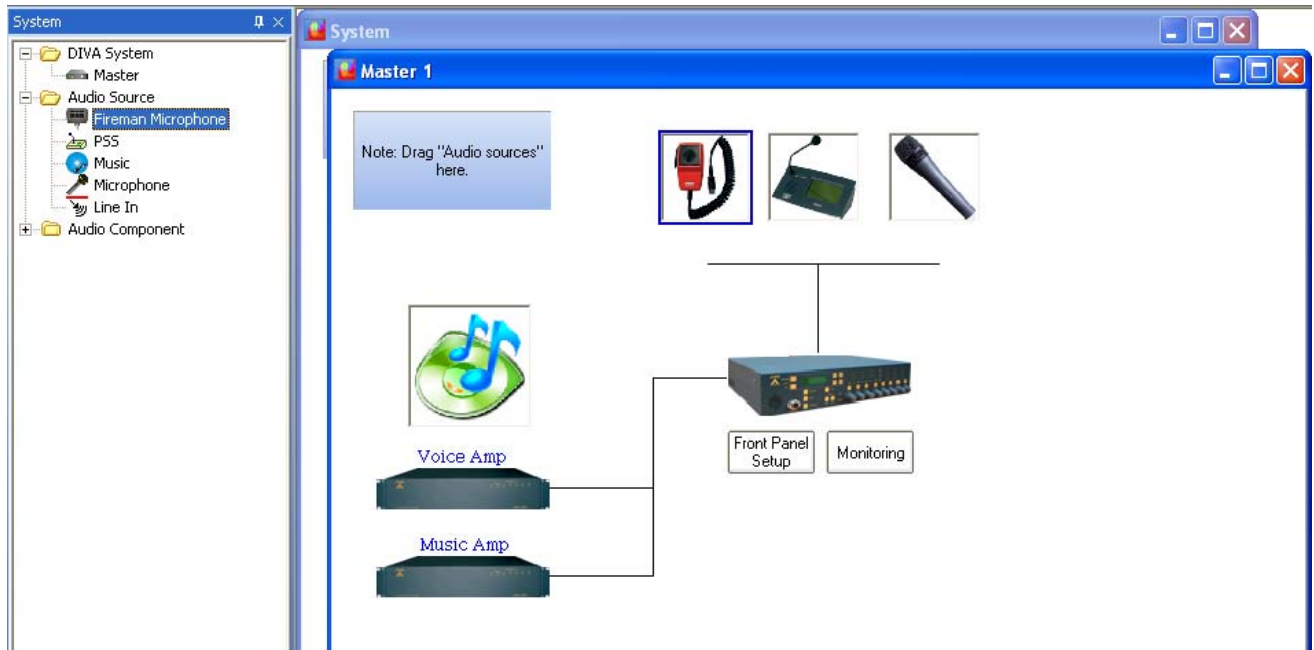 System
DIVA System
Master
Audio Source
Fireman Microphone
PSS
Music
Microphone
Line In
Audio Component
System
Master 1
Note: Drag "Audio sources"
here.
Voice Amp
Music Amp
Front Panel
Setup
Monitoring